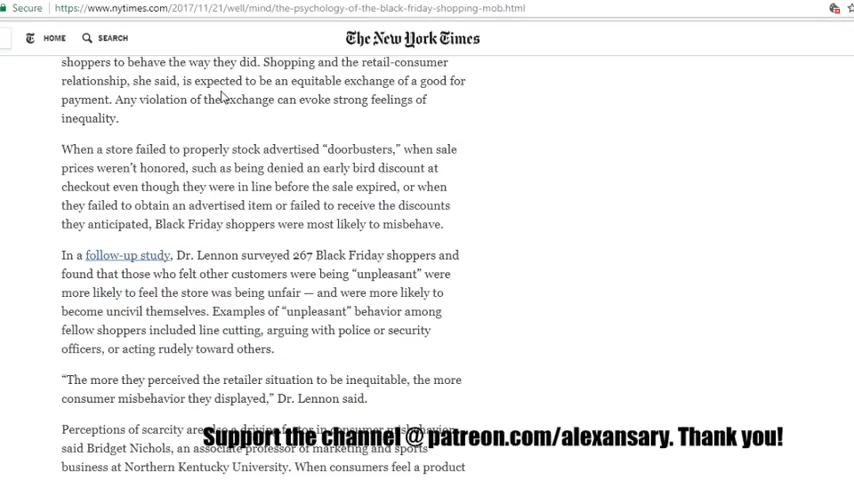 Secure https://www.nytimes.com/2017/11/21/well/mind/the-psychology-of-the-black-friday-shopping-mob.html
HOME SEARCH The New York Times
shoppers to behave the way they did. Shopping and the retail-consumer
relationship, she said, is expected to be an equitable exchange of a good for
payment. Any violation of the exchange can evoke strong feelings of
inequality.
When a store failed to properly stock advertised “doorbusters,” when sale
prices weren’t honored, such as being denied an early bird discount at
checkout even though they were in line before the sale expired, or when
they failed to obtain an advertised item or failed to receive the discounts
they anticipated, Black Friday shoppers were most likely to misbehave.
In a follow-up study, Dr. Lennon surveyed 267 Black Friday shoppers and
found that those who felt other customers were being “unpleasant” were
more likely to feel the store was being unfair — and were more likely to
become uncivil themselves. Examples of “unpleasant” behavior among
fellow shoppers included line cutting, arguing with police or security
officers, or acting rudely toward others.
“The more they perceived the retailer situation to be inequitable, the more
consumer misbehavior they displayed,” Dr. Lennon said.
Perceptions of scarcity are also a driving factor in consumer misbehavior,
Support the channel @ patreon.com/alexansary. Thank you!
said Bridget Nichols, an associate professor of marketing and sports
business at Northern Kentucky University. When consumers feel a product